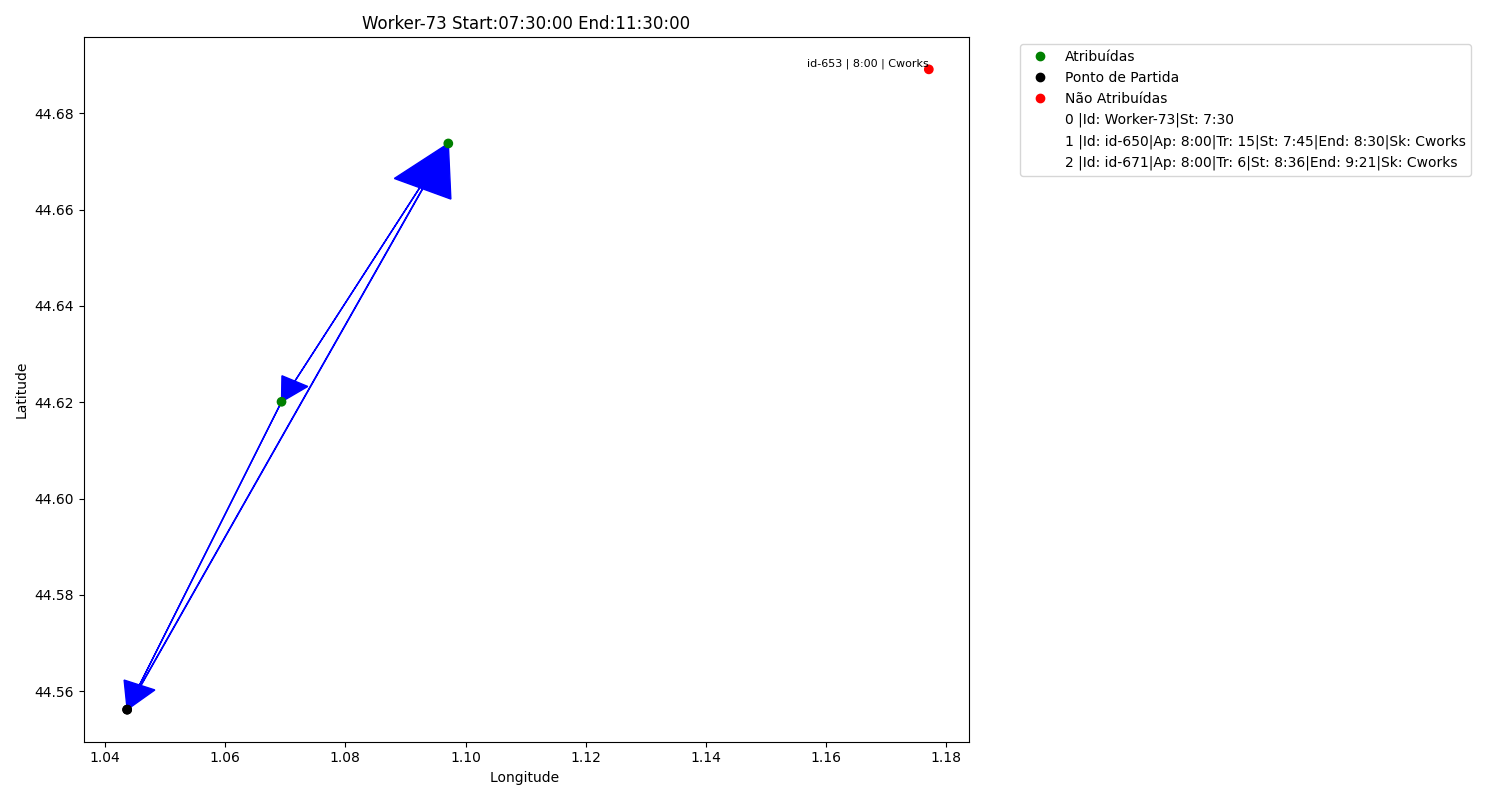 Worker-73 Start:07:30:00 End:11:30:00
id-653 | 8:00 | Cworks
44.68
44.66
44.64
44.62
44.60
44.58
44.56
Latitude
1.04 1.06 1.08 1.10 1.12 1.14 1.16 1.18
Longitude
Atribuídas
Ponto de Partida
Não Atribuídas
0 |Id: Worker-73|St: 7:30
1 |Id: id-650|Ap: 8:00|Tr: 15|St: 7:45|End: 8:30|Sk: Cworks
2 |Id: id-671|Ap: 8:00|Tr: 6|St: 8:36|End: 9:21|Sk: Cworks